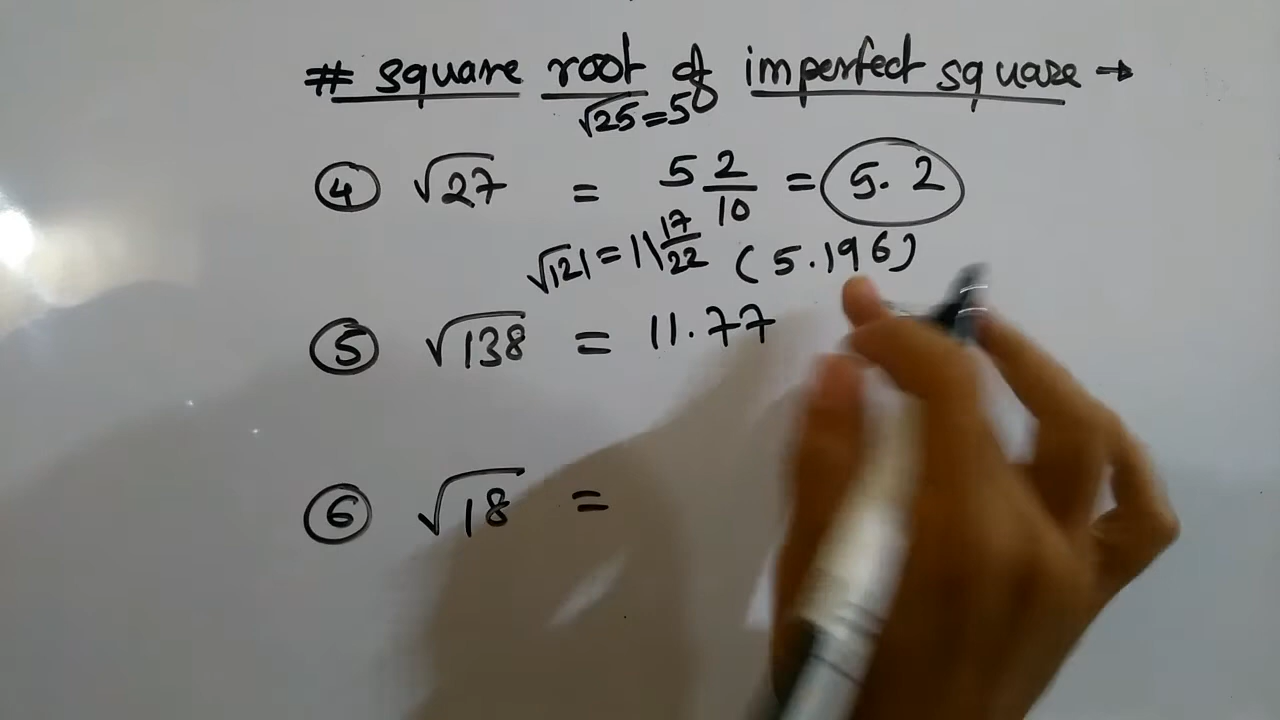 # square root of imperfect square →
√25 = 5
④ √27 = 5 2/10 = 5.2
√121 = 11 17/22 (5.196)
⑤ √138 = 11.77
⑥ √18 =